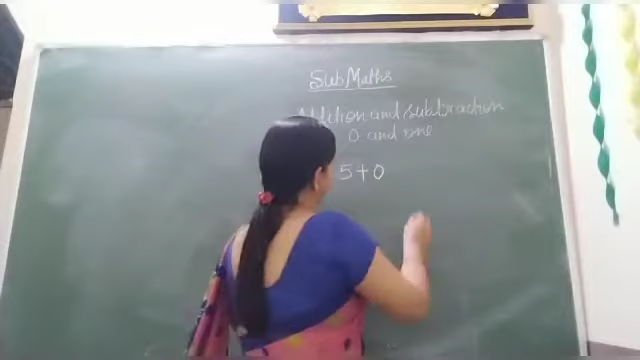 Sub Maths
Addition and subtraction
0 and one
5+0